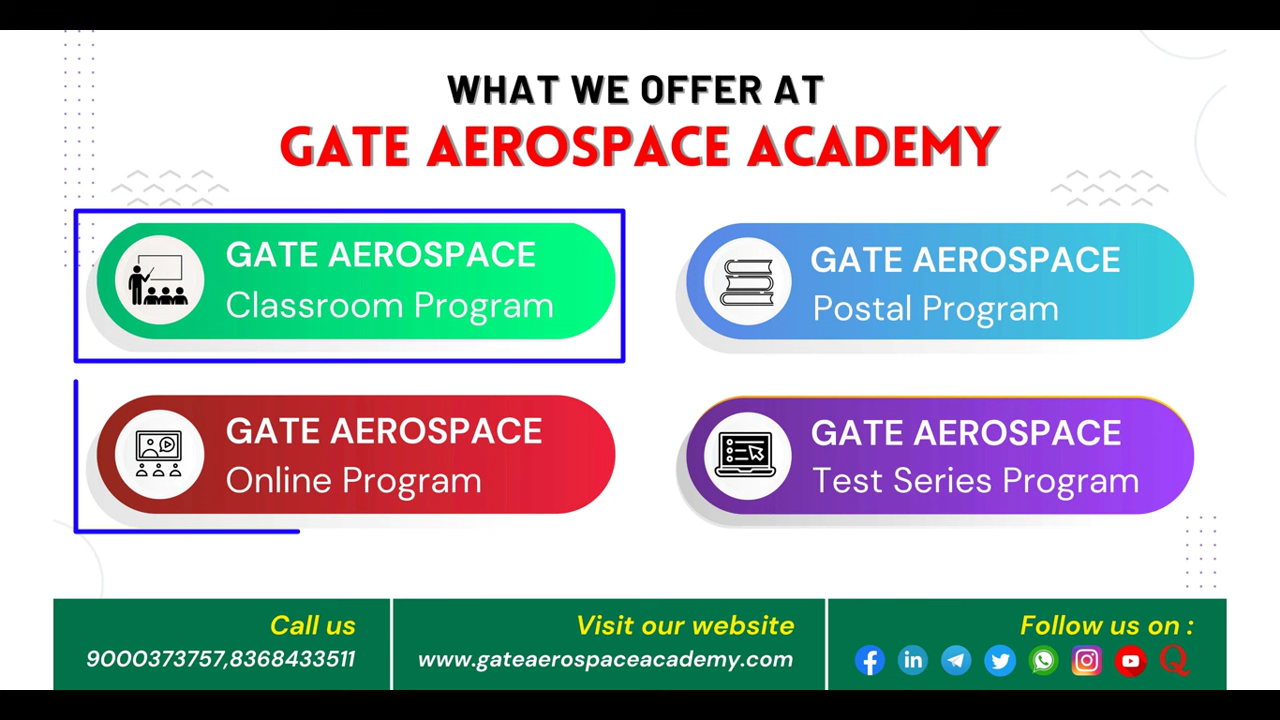 WHAT WE OFFER AT
GATE AEROSPACE ACADEMY
GATE AEROSPACE
Classroom Program
GATE AEROSPACE
Postal Program
GATE AEROSPACE
Online Program
GATE AEROSPACE
Test Series Program
Call us
9000373757,8368433511
Visit our website
www.gateaerospaceacademy.com
Follow us on :